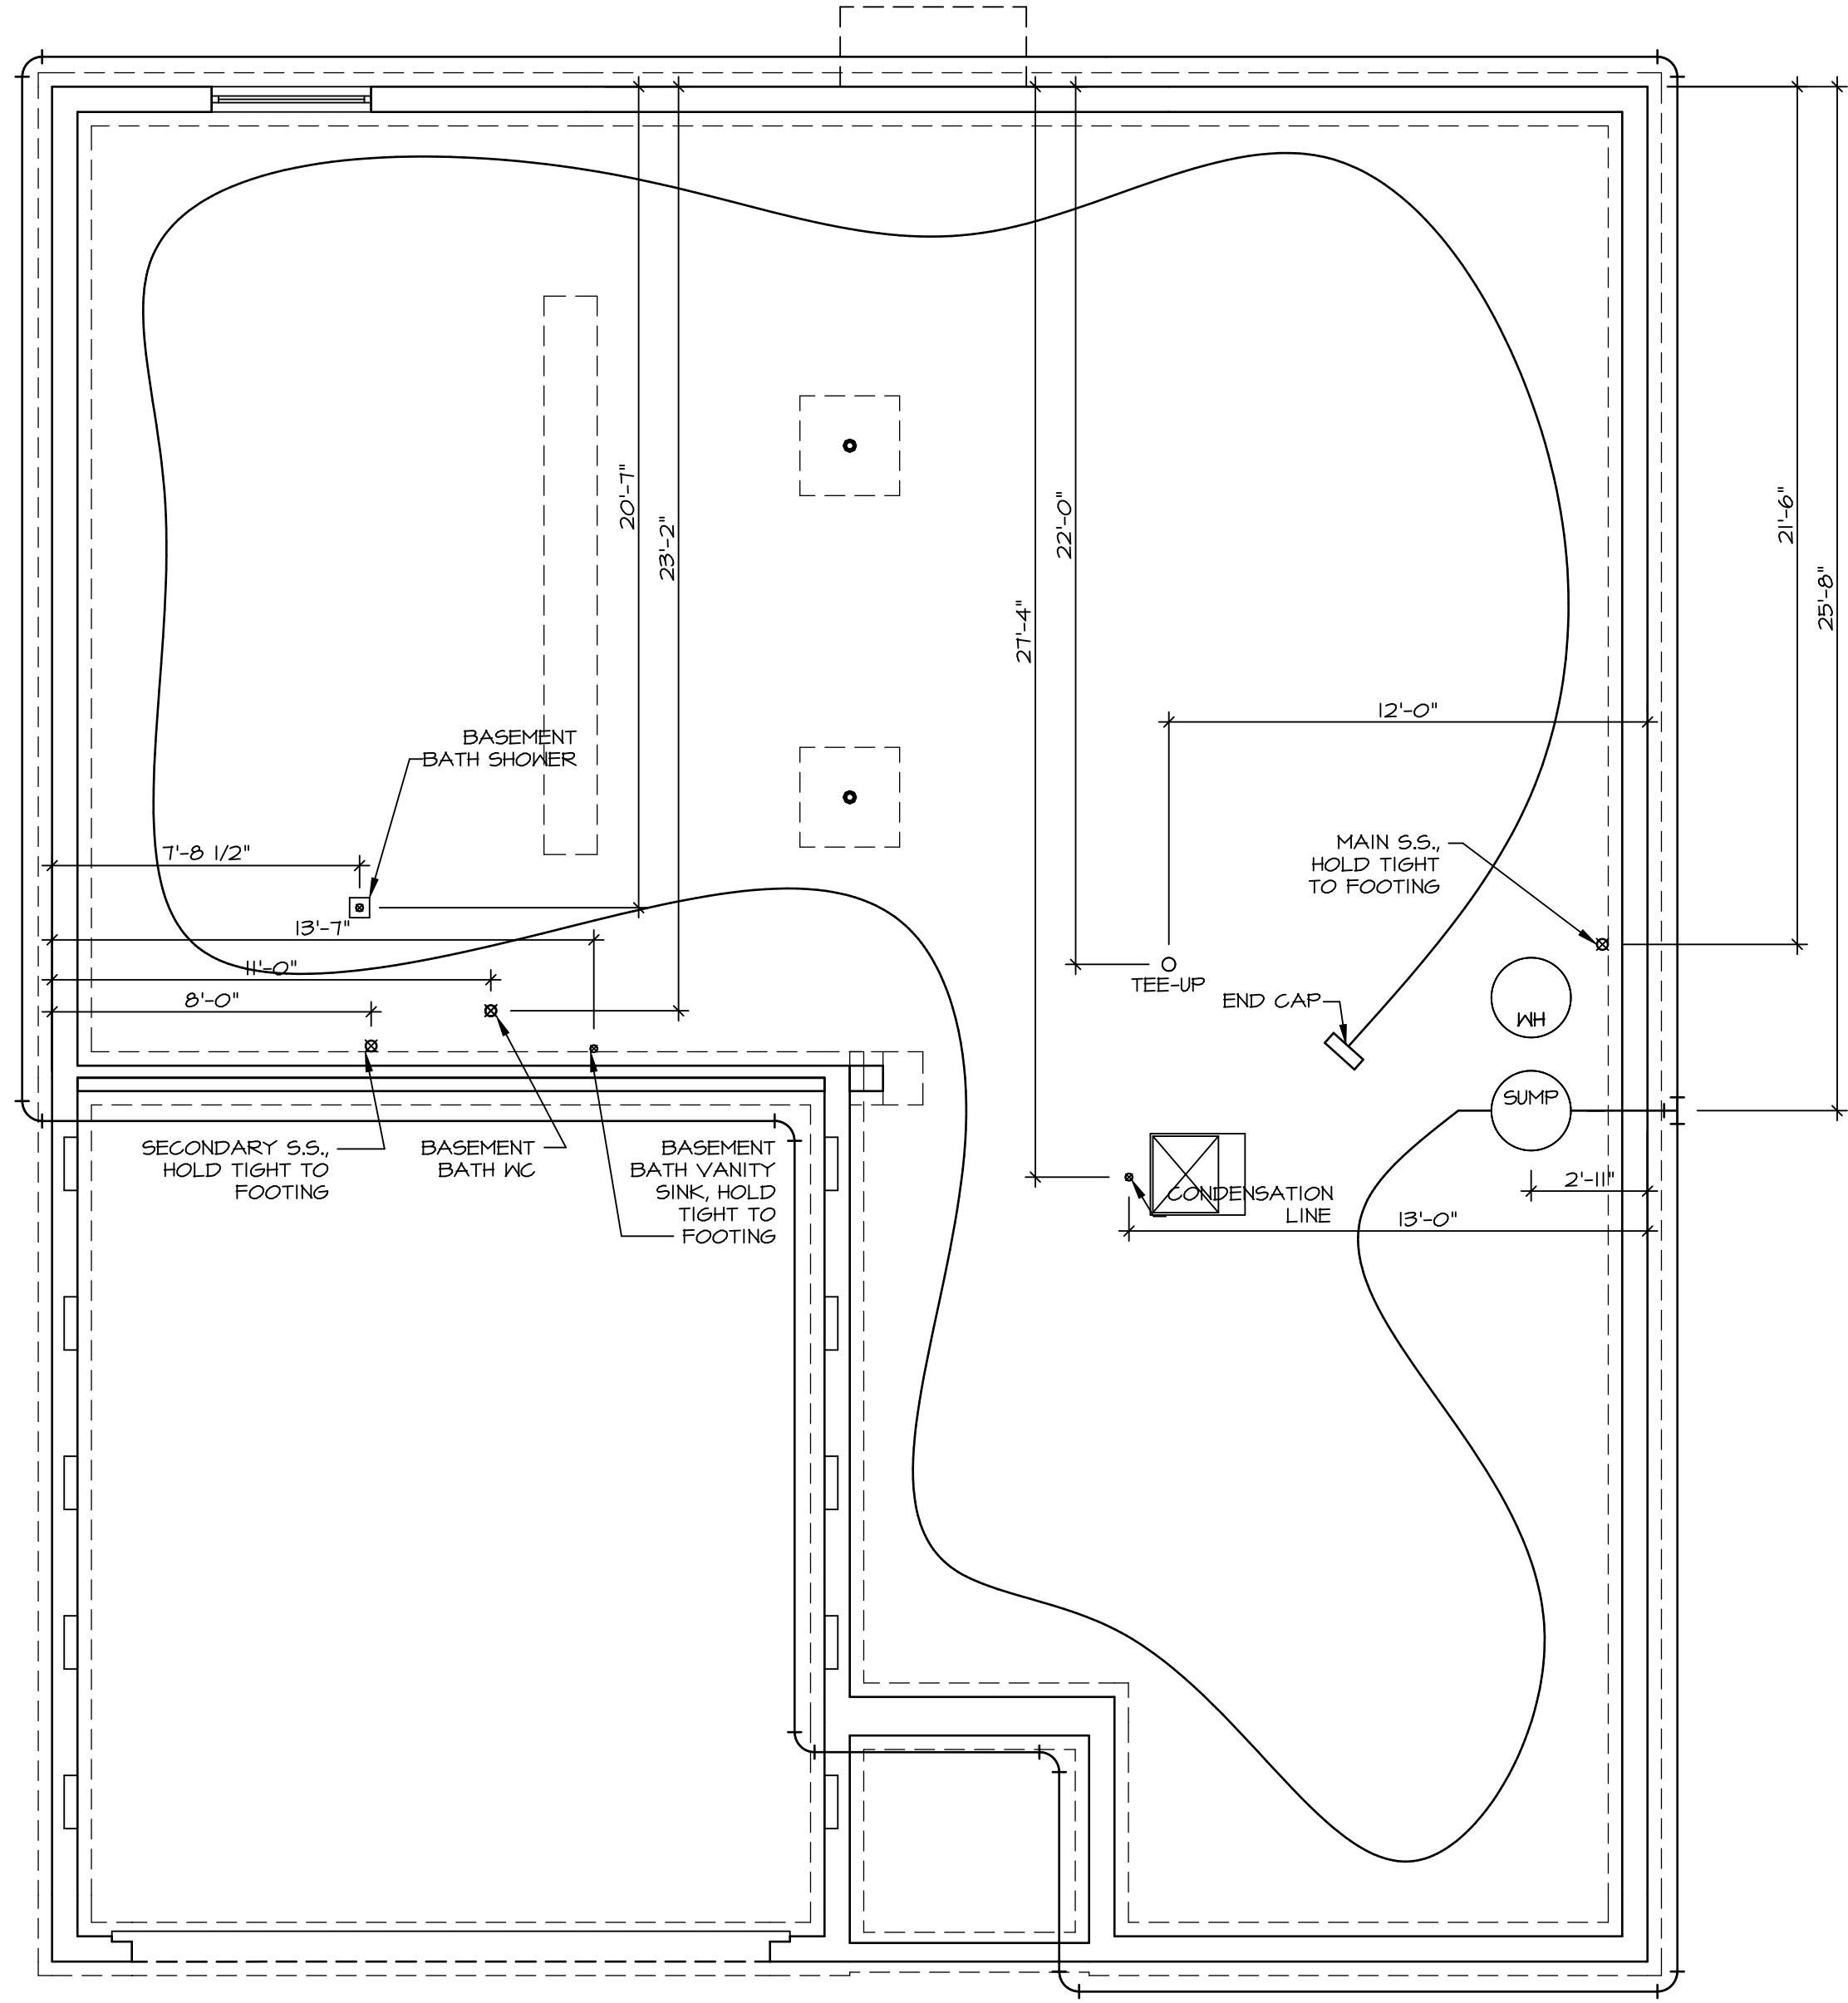 20'-7"
23'-2"
27'-4"
22'-0"
21'-6"
25'-8"
12'-0"
BASEMENT
BATH SHOWER
7'-8 1/2"
13'-7"
11'-0"
8'-0"
MAIN S.S.,
HOLD TIGHT
TO FOOTING
TEE-UP
END CAP
WH
SUMP
SECONDARY S.S.,
HOLD TIGHT TO
FOOTING
BASEMENT
BATH WC
BASEMENT
BATH VANITY
SINK, HOLD
TIGHT TO
FOOTING
CONDENSATION
LINE
2'-11"
13'-0"